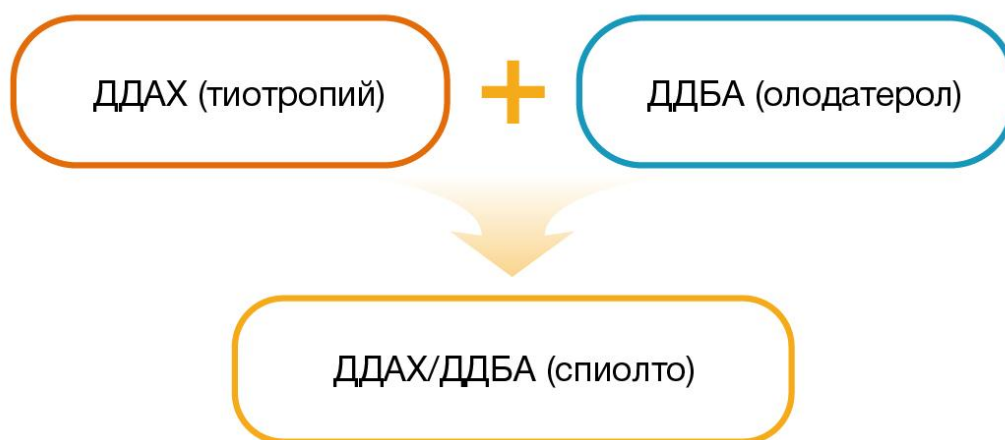 ДДАХ (тиотропий)
+
ДДБА (олодатерол)
ДДАХ/ДДБА (спиолто)